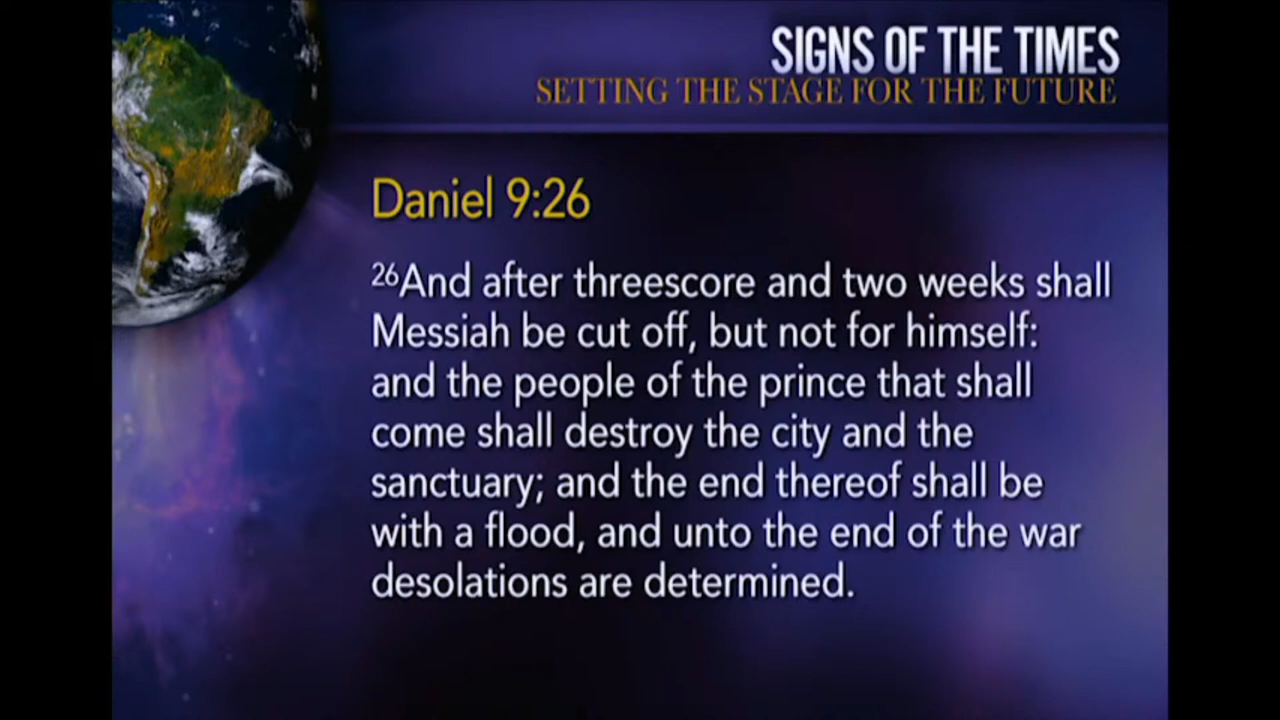 SIGNS OF THE TIMES
SETTING THE STAGE FOR THE FUTURE
Daniel 9:26
26And after threescore and two weeks shall
Messiah be cut off, but not for himself:
and the people of the prince that shall
come shall destroy the city and the
sanctuary; and the end thereof shall be
with a flood, and unto the end of the war
desolations are determined.